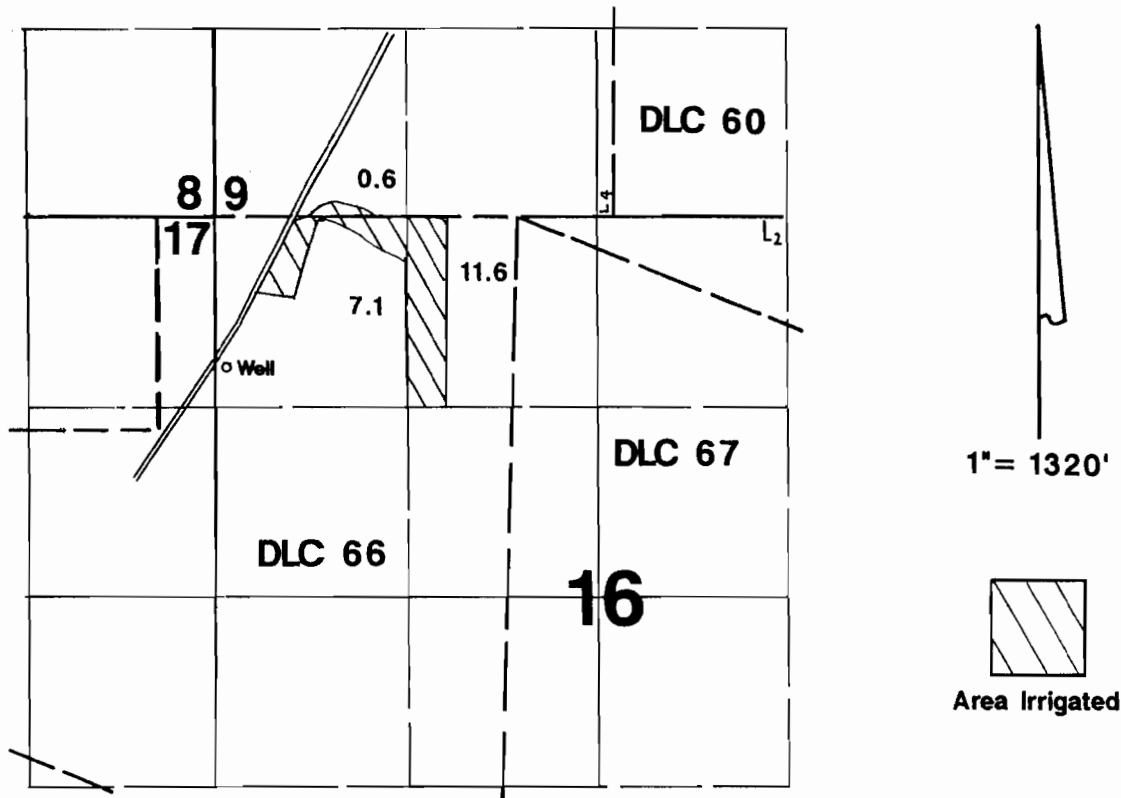 DLC 60
0.6
8 9
L4
17
L2
11.6
7.1
Well
DLC 67
1"= 1320'
DLC 66
16
Area Irrigated